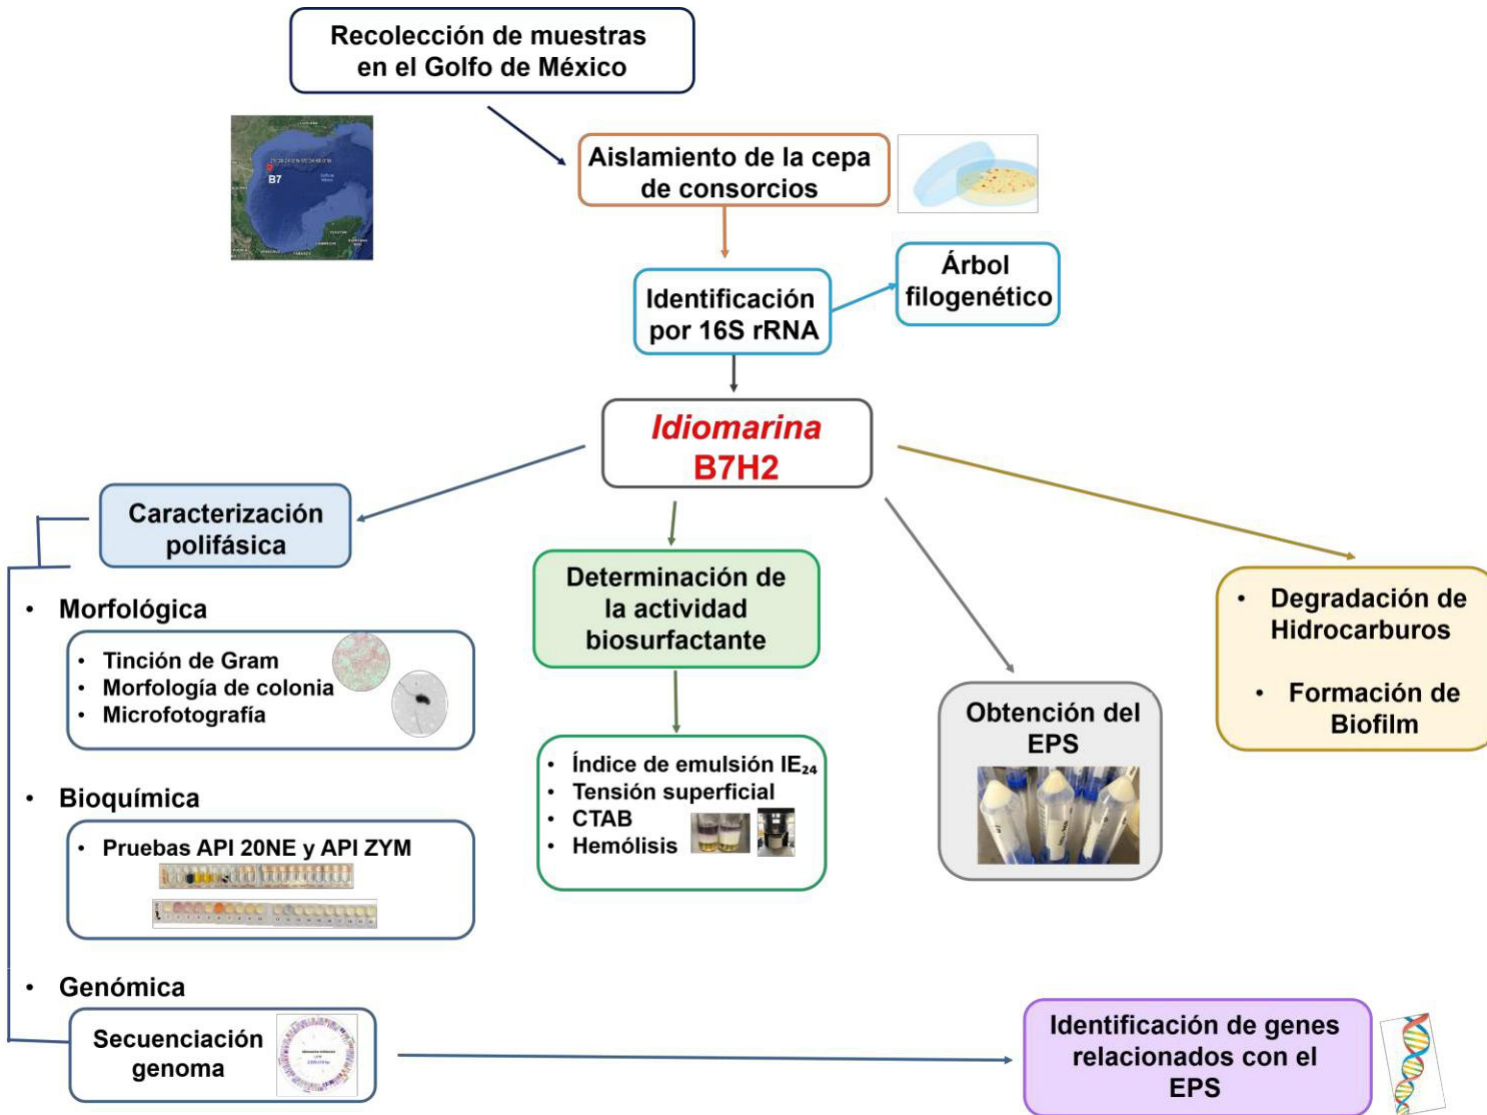 Recolección de muestras
en el Golfo de México
B7
Aislamiento de la cepa
de consorcios
Identificación
por 16S rRNA
Árbol
filogenético
Idiomarina
B7H2
Caracterización
polifásica
• Morfológica
• Tinción de Gram
• Morfología de colonia
• Microfotografía
• Bioquímica
• Pruebas API 20NE y API ZYM
• Genómica
Secuenciación
genoma
Determinación de
la actividad
biosurfactante
• Índice de emulsión IE₂₄
• Tensión superficial
• CTAB
• Hemólisis
Obtención del
EPS
• Degradación de
Hidrocarburos
• Formación de
Biofilm
Identificación de genes
relacionados con el
EPS